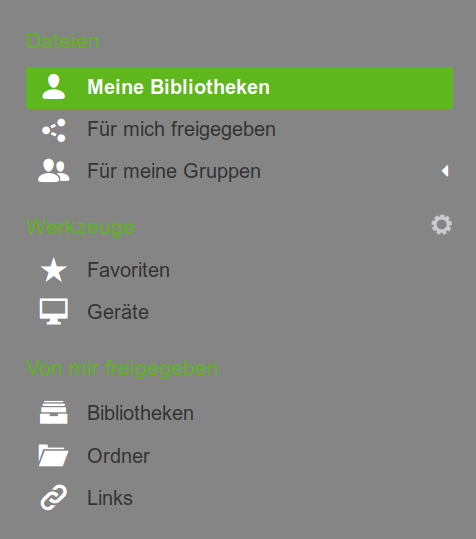 Dateien
Meine Bibliotheken
Für mich freigegeben
Für meine Gruppen
Werkzeuge
Favoriten
Geräte
Von mir freigegeben
Bibliotheken
Ordner
Links